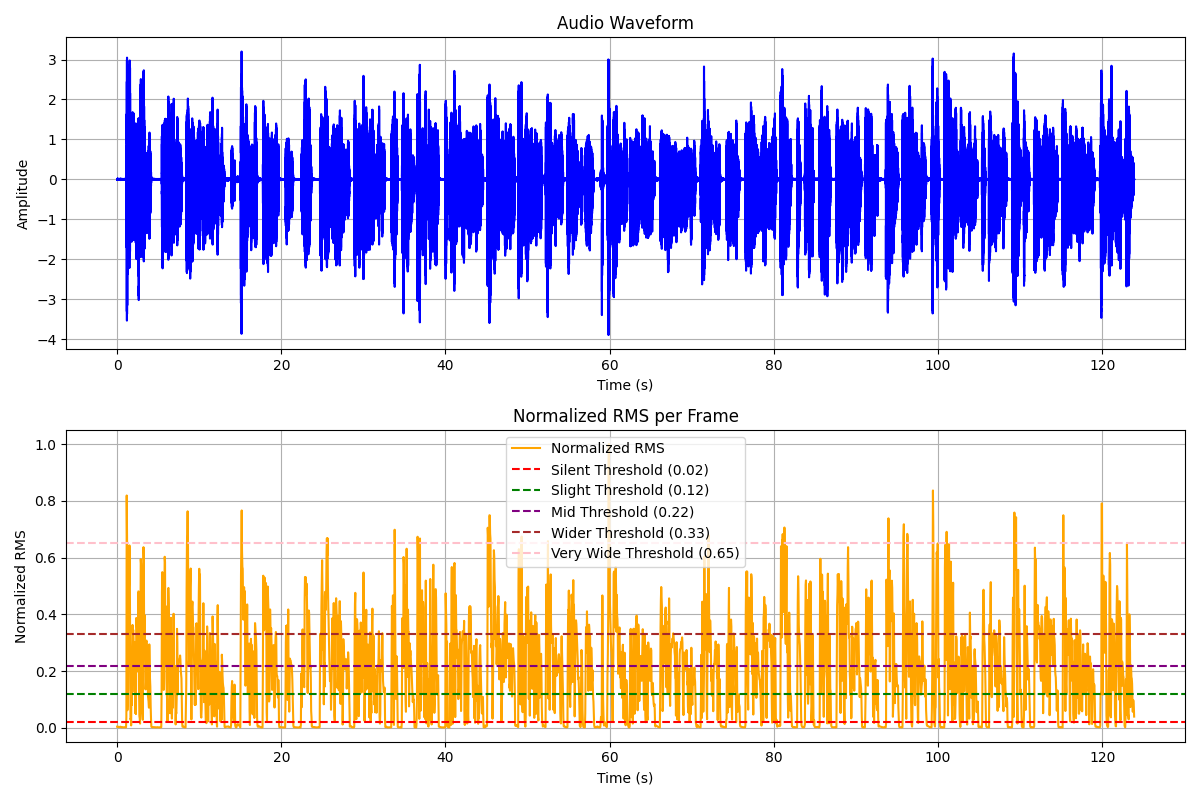 Audio Waveform
3
2
1
0
−1
−2
−3
−4
Amplitude
0 20 40 60 80 100 120
Time (s)
Normalized RMS per Frame
1.0
0.8
0.6
0.4
0.2
0.0
Normalized RMS
Normalized RMS
Silent Threshold (0.02)
Slight Threshold (0.12)
Mid Threshold (0.22)
Wider Threshold (0.33)
Very Wide Threshold (0.65)
0 20 40 60 80 100 120
Time (s)